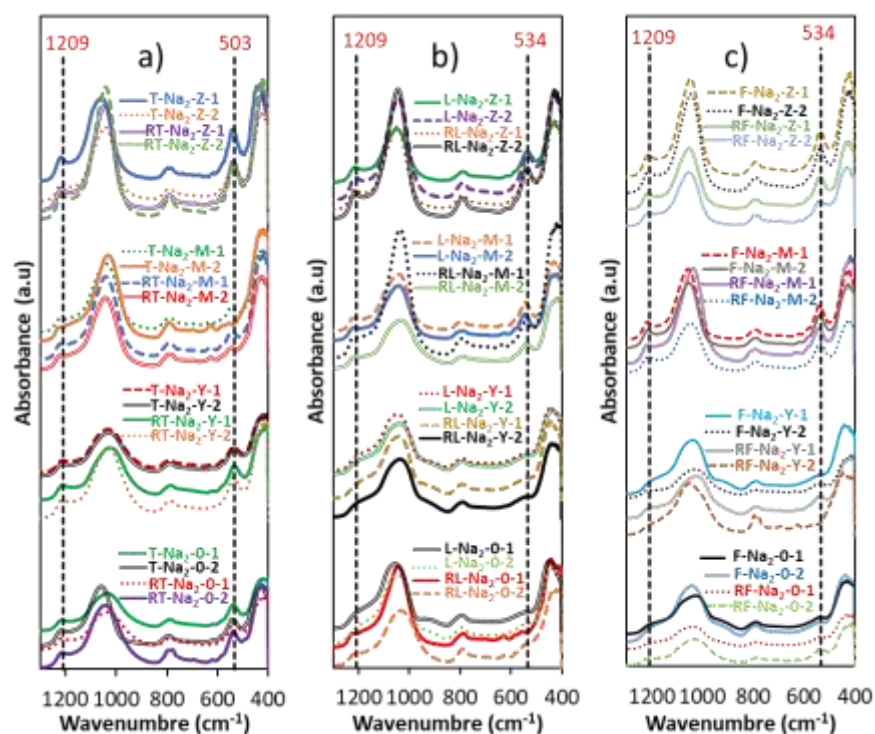 1209 503
a)
T-Na₂-Z-1
T-Na₂-Z-2
RT-Na₂-Z-1
RT-Na₂-Z-2
T-Na₂-M-1
T-Na₂-M-2
RT-Na₂-M-1
RT-Na₂-M-2
T-Na₂-Y-1
T-Na₂-Y-2
RT-Na₂-Y-1
RT-Na₂-Y-2
T-Na₂-0-1
T-Na₂-0-2
RT-Na₂-0-1
RT-Na₂-0-2
Absorbance (a.u)
1200 1000 800 600 400
Wavenumbre (cm⁻¹)
1209 534
b)
L-Na₂-Z-1
L-Na₂-Z-2
RL-Na₂-Z-1
RL-Na₂-Z-2
L-Na₂-M-1
L-Na₂-M-2
RL-Na₂-M-1
RL-Na₂-M-2
L-Na₂-Y-1
L-Na₂-Y-2
RL-Na₂-Y-1
RL-Na₂-Y-2
L-Na₂-0-1
L-Na₂-0-2
RL-Na₂-0-1
RL-Na₂-0-2
Absorbance (a.u)
1200 1000 800 600 400
Wavenumbre (cm⁻¹)
1209 534
c)
F-Na₂-Z-1
F-Na₂-Z-2
RF-Na₂-Z-1
RF-Na₂-Z-2
F-Na₂-M-1
F-Na₂-M-2
RF-Na₂-M-1
RF-Na₂-M-2
F-Na₂-Y-1
F-Na₂-Y-2
RF-Na₂-Y-1
RF-Na₂-Y-2
F-Na₂-0-1
F-Na₂-0-2
RF-Na₂-0-1
RF-Na₂-0-2
Absorbance (a.u)
1200 1000 800 600 400
Wavenumbre (cm⁻¹)